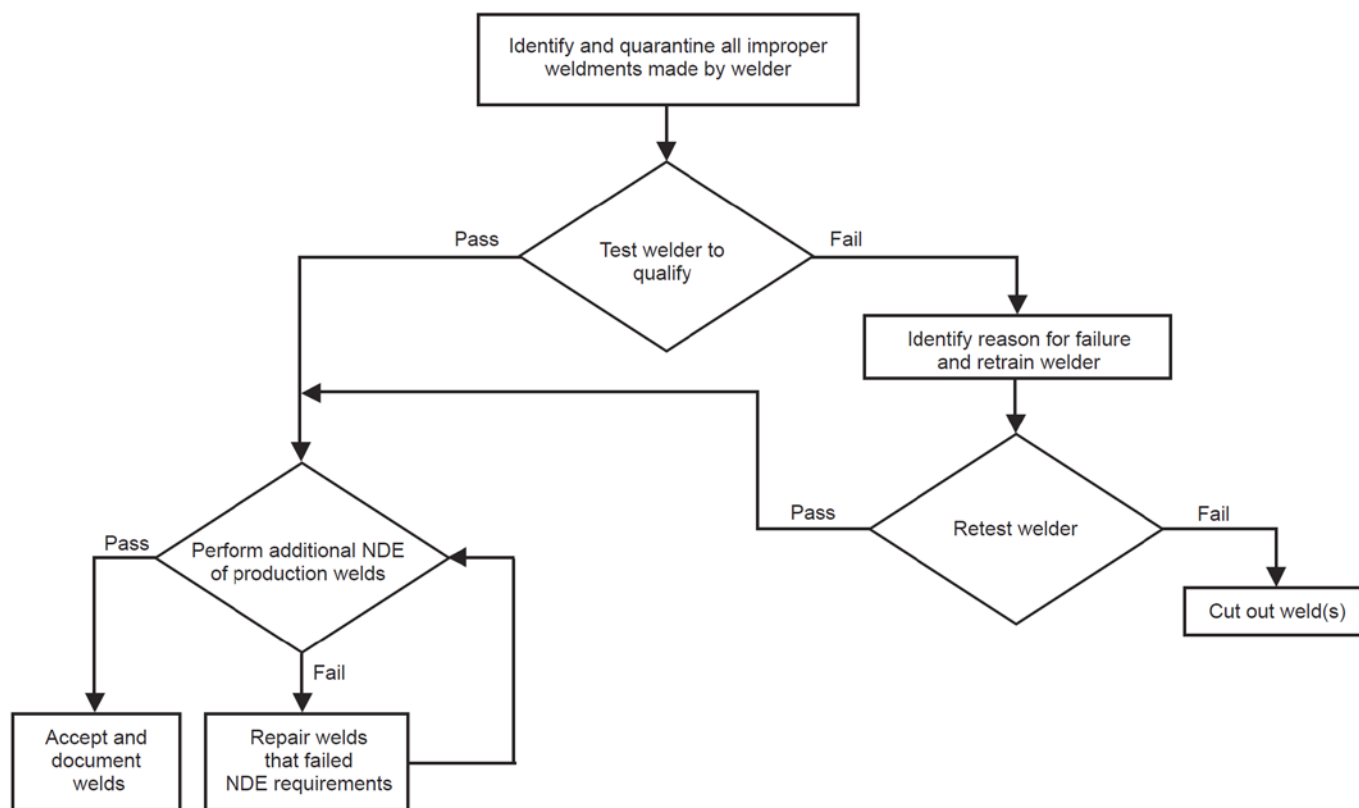 Identify and quarantine all improper
weldments made by welder
Pass
Test welder to
qualify
Fail
Identify reason for failure
and retrain welder
Pass
Retest welder
Fail
Cut out weld(s)
Pass
Perform additional NDE
of production welds
Fail
Accept and
document
welds
Repair welds
that failed
NDE requirements